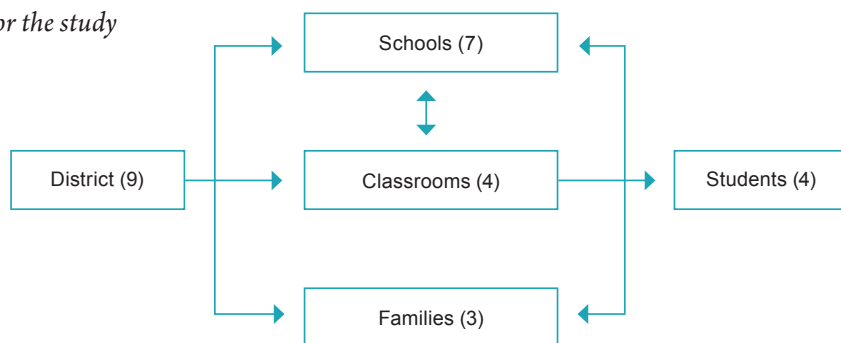 or the study
Schools (7)
District (9)
Classrooms (4)
Students (4)
Families (3)